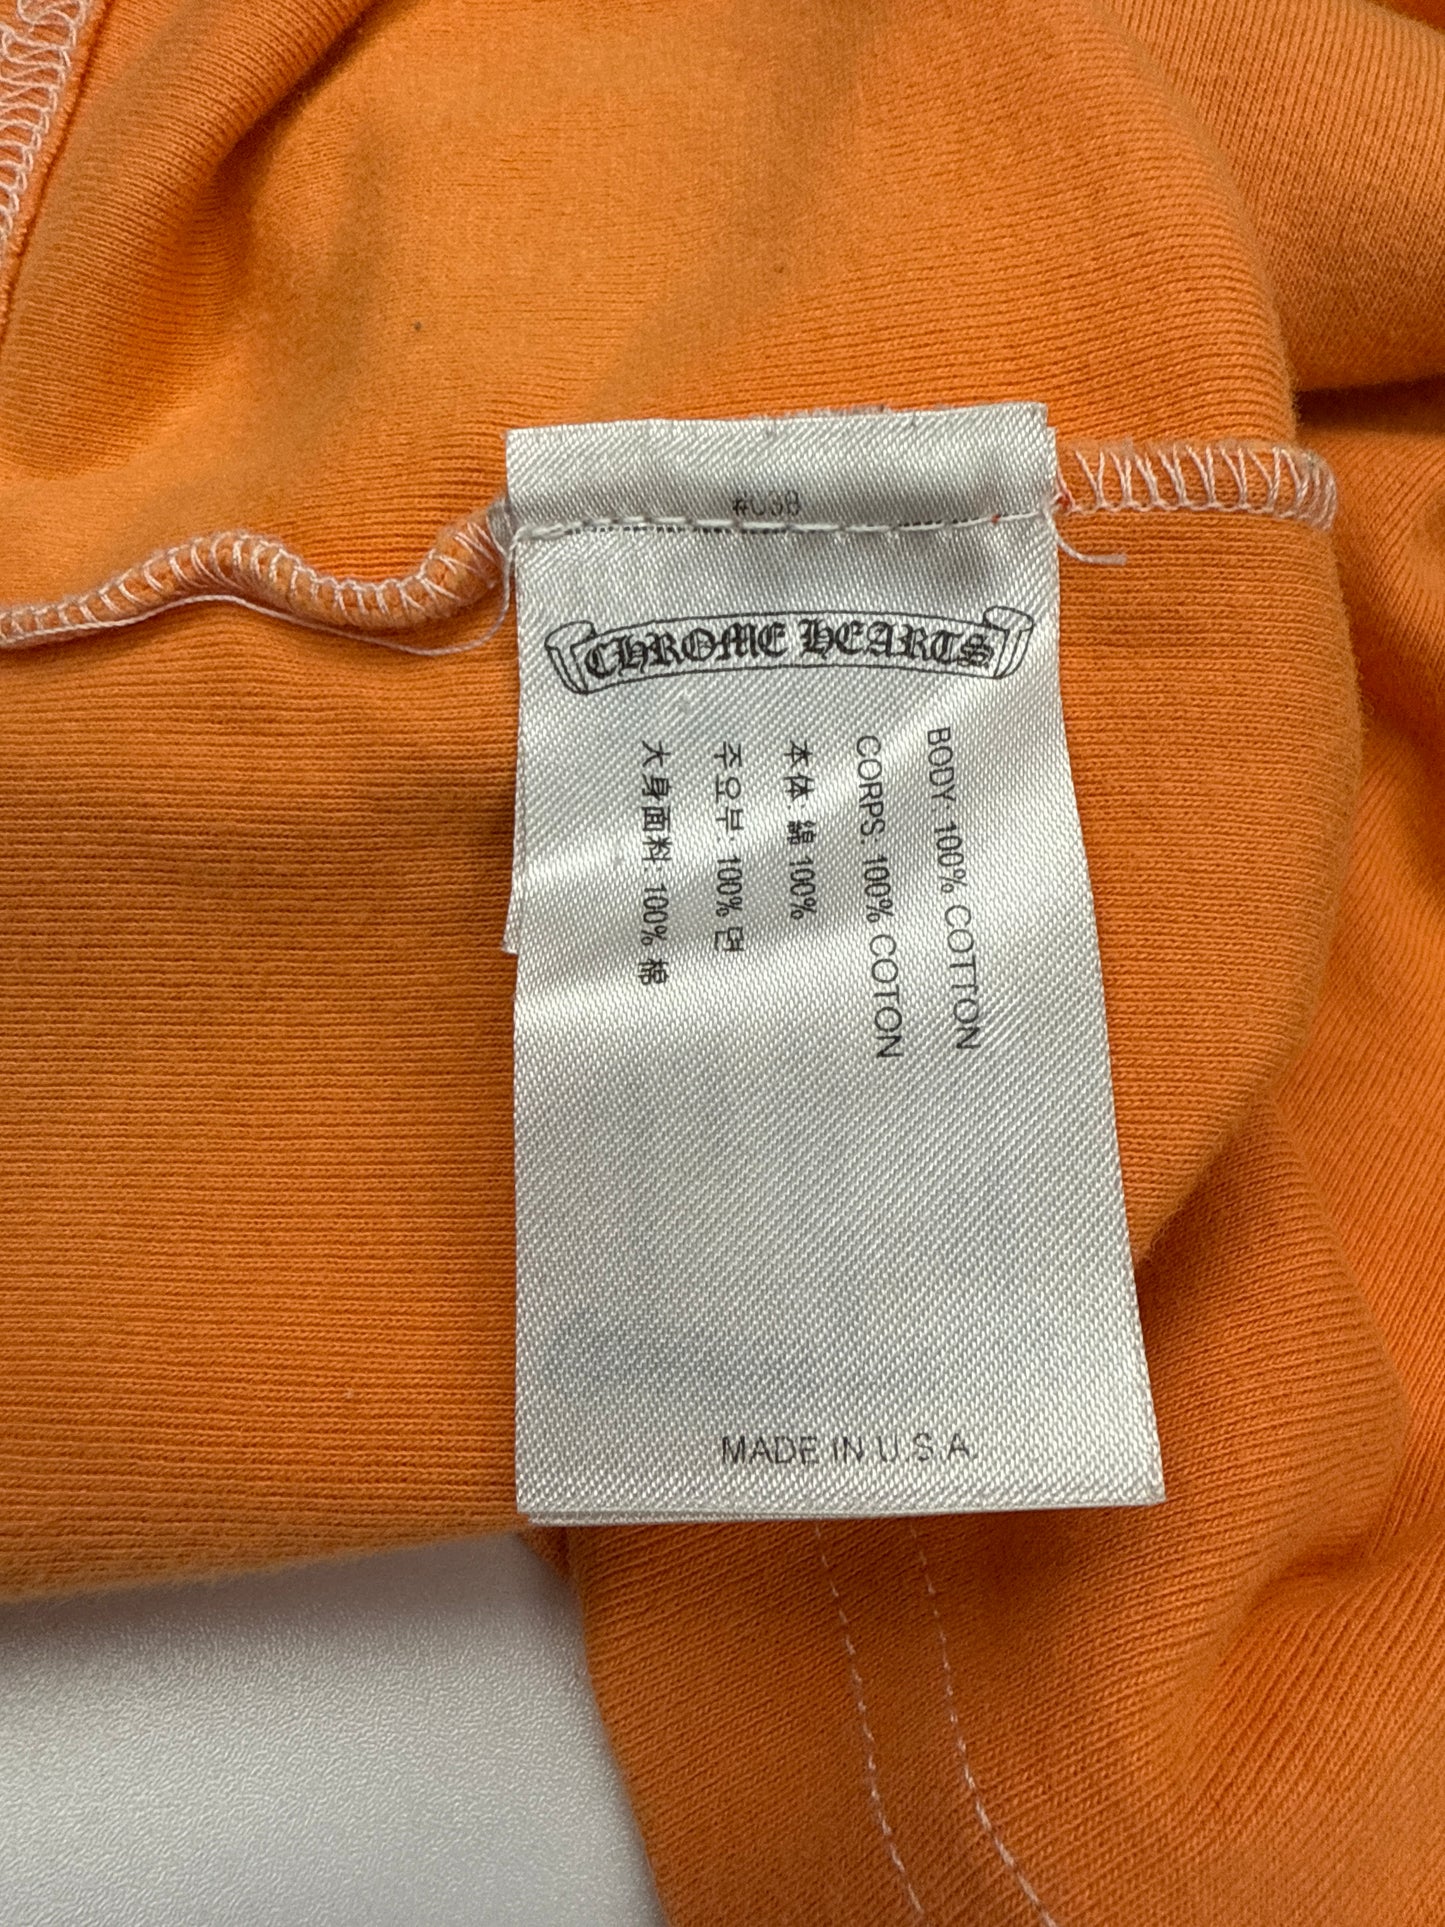 #038
CHROME HEARTS
BODY 100% COTTON
CORPS: 100% COTON
本体 綿 100%
주요부: 100% 면
大身面料: 100% 棉
MADE IN U.S.A.